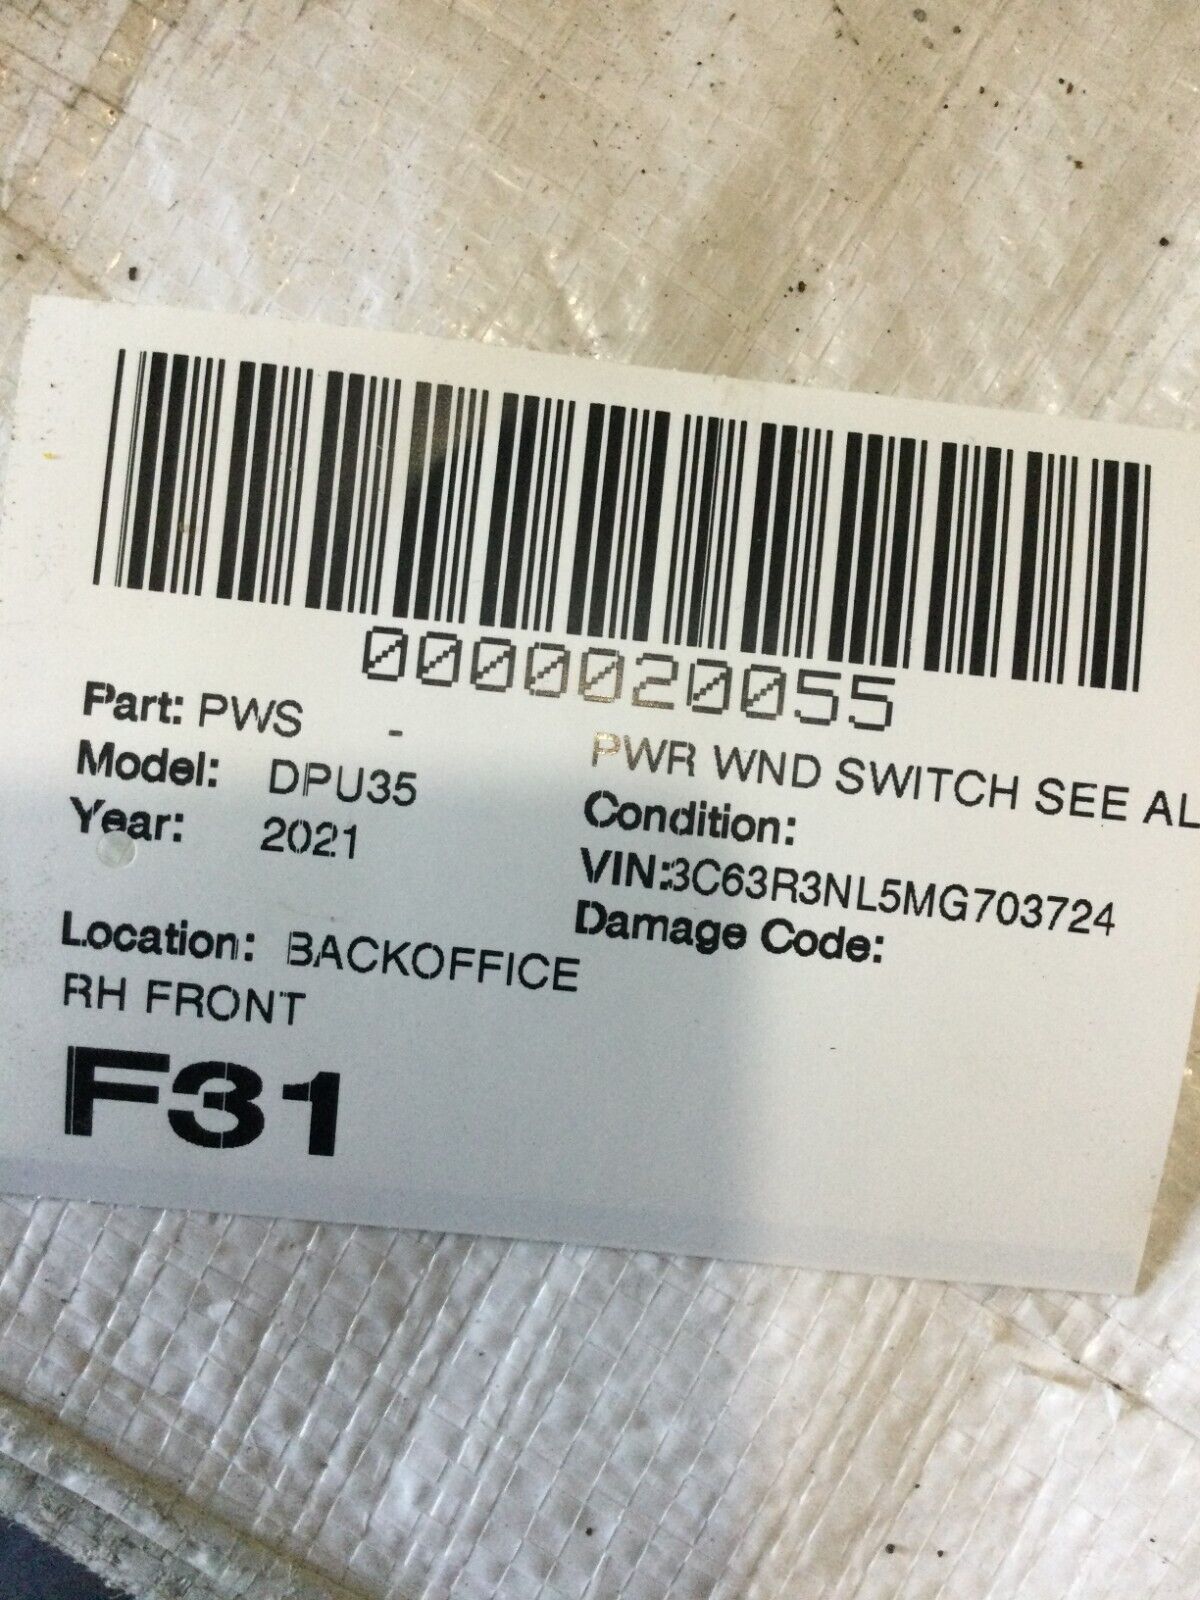 0000020055
Part: PWS - PWR WND SWITCH SEE AL
Model: DPU35 Condition:
Year: 2021 VIN:3C63R3NL5MG703724
Damage Code:
Location: BACKOFFICE
RH FRONT
F31